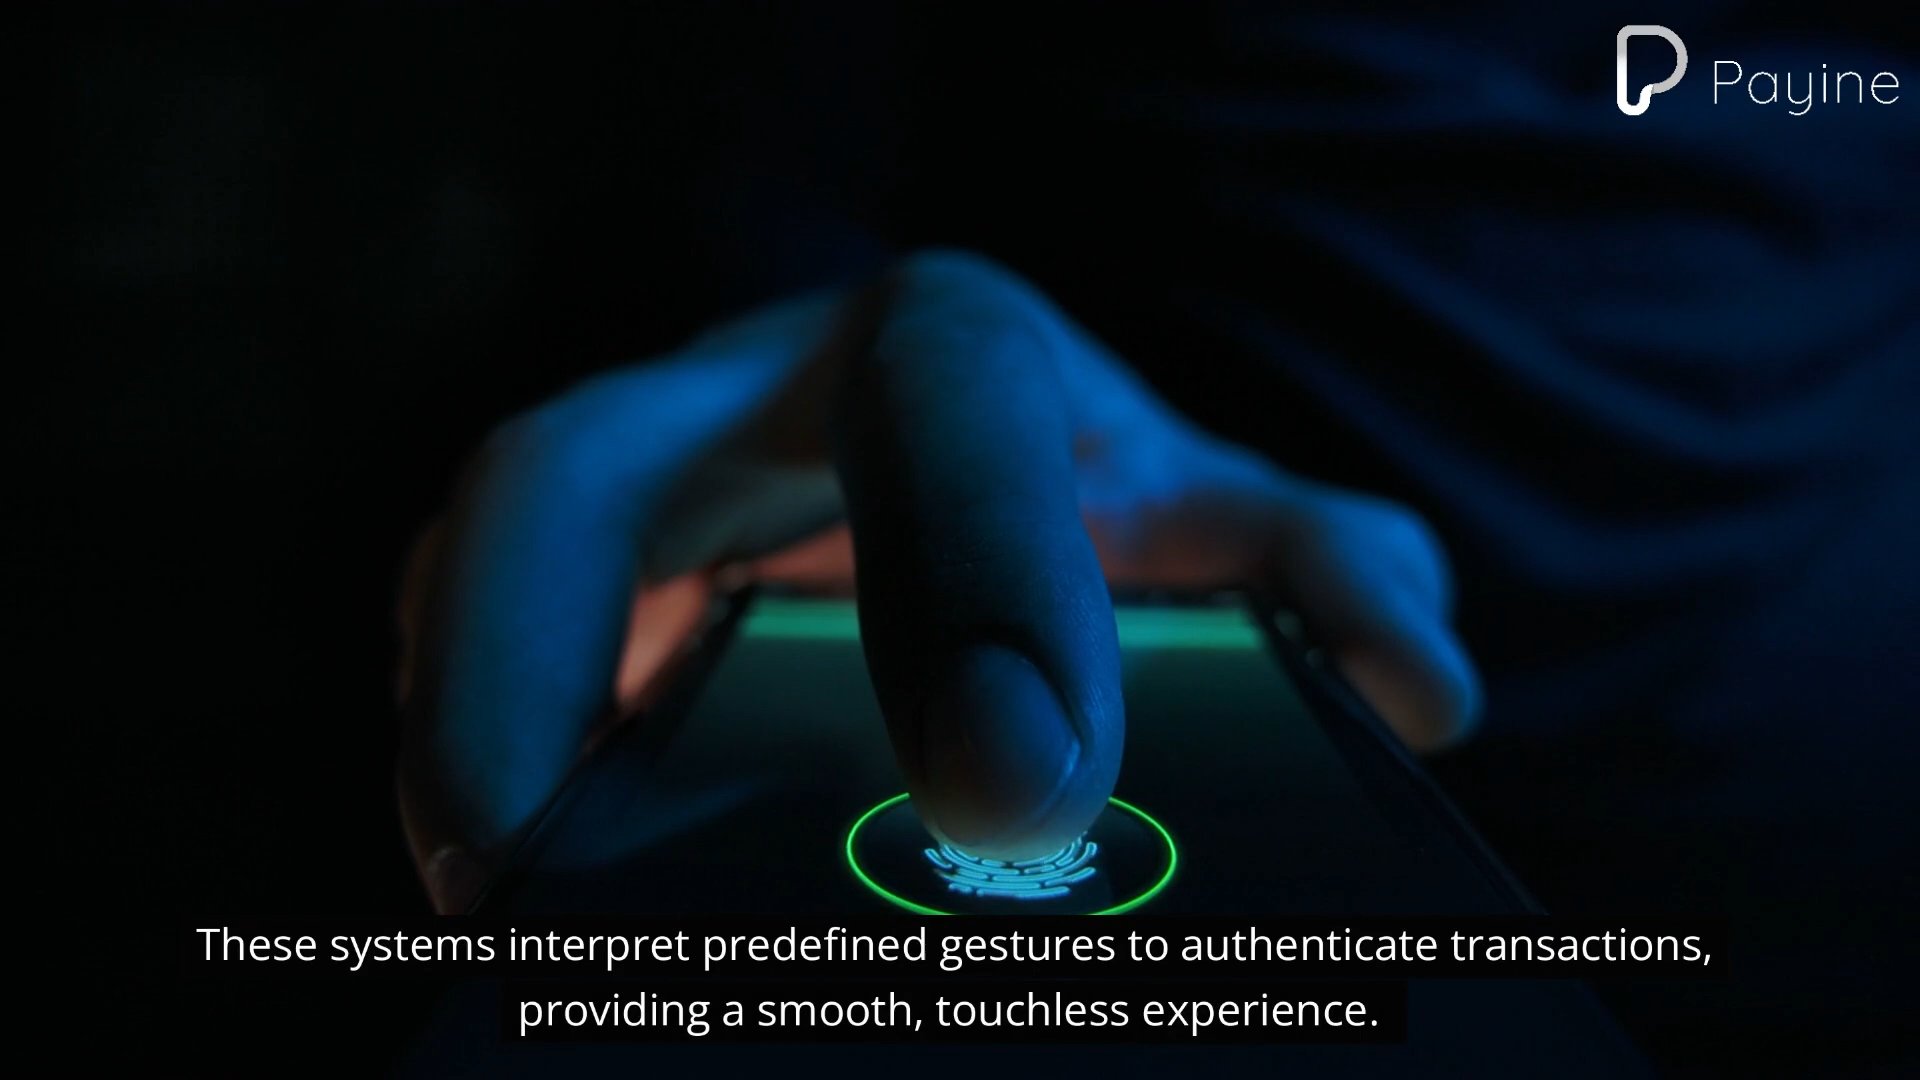 Payine
These systems interpret predefined gestures to authenticate transactions,
providing a smooth, touchless experience.